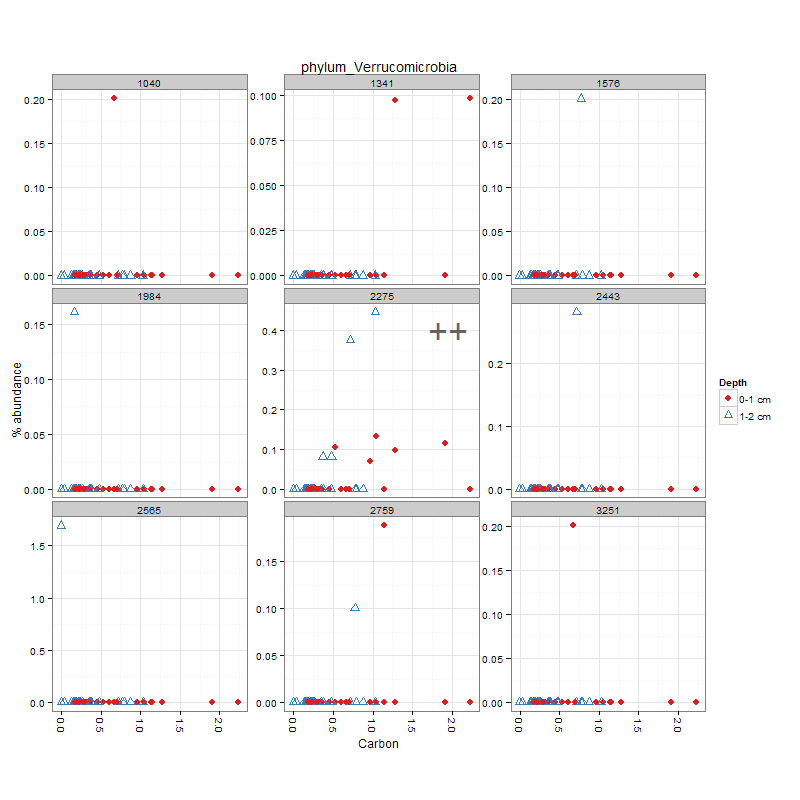 phylum_Verrucomicrobia
1040 1341 1576
0.20 0.100 0.20
0.15 0.075 0.15
0.10 0.050 0.10
0.05 0.025 0.05
0.00 0.000 0.00
1984 2275 2443
++
0.15 0.4 0.2
0.10 0.3 0.1
0.05 0.2 0.0
0.00 0.1
0.0
% abundance
Depth
0-1 cm
1-2 cm
2565 2759 3251
1.5 0.15 0.20
1.0 0.10 0.15
0.5 0.05 0.10
0.0 0.00 0.05
0.00
0.0 0.5 1.0 1.5 2.0 0.0 0.5 1.0 1.5 2.0 0.0 0.5 1.0 1.5 2.0
Carbon